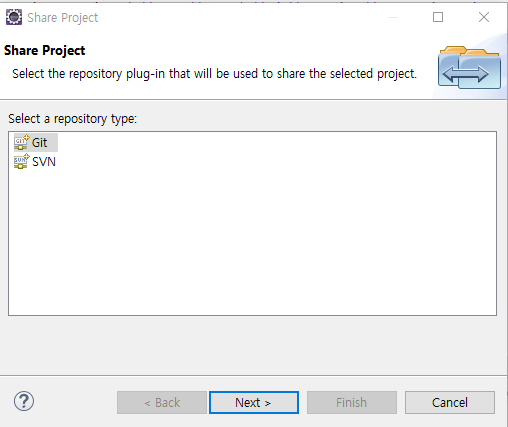 Share Project
Share Project
Select the repository plug-in that will be used to share the selected project.
Select a repository type:
Git
SVN
< Back
Next >
Finish
Cancel